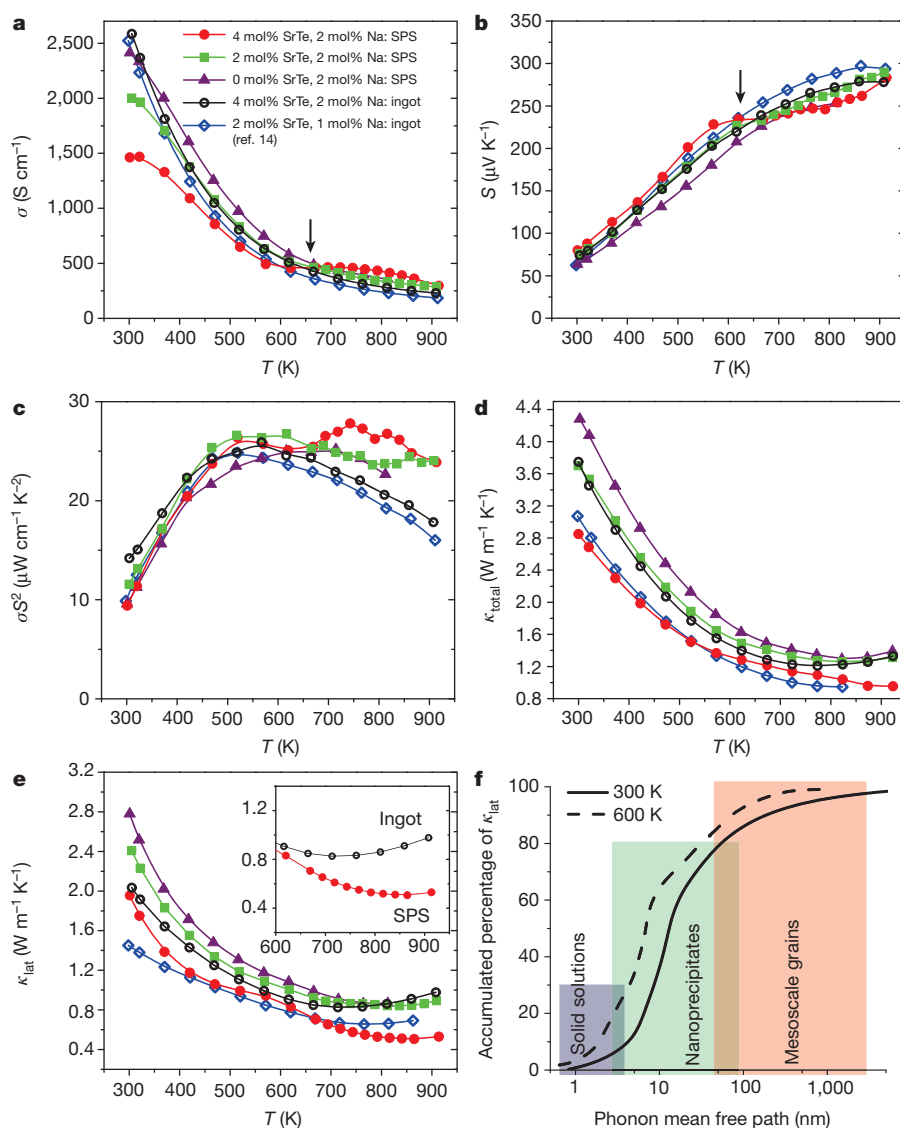 a
σ (S cm⁻¹)
2,500
2,000
1,500
1,000
500
0
4 mol% SrTe, 2 mol% Na: SPS
2 mol% SrTe, 2 mol% Na: SPS
0 mol% SrTe, 2 mol% Na: SPS
4 mol% SrTe, 2 mol% Na: ingot
2 mol% SrTe, 1 mol% Na: ingot
(ref. 14)
300 400 500 600 700 800 900
T (K)
b
S (μV K⁻¹)
350
300
250
200
150
100
50
0
300 400 500 600 700 800 900
T (K)
c
σS² (μW cm⁻¹ K⁻²)
30
20
10
0
300 400 500 600 700 800 900
T (K)
d
κtotal (W m⁻¹ K⁻¹)
4.4
4.0
3.6
3.2
2.8
2.4
2.0
1.6
1.2
0.8
300 400 500 600 700 800 900
T (K)
e
κlat (W m⁻¹ K⁻¹)
3.2
2.8
2.4
2.0
1.6
1.2
0.8
0.4
1.2
0.8
0.4
Ingot
SPS
600 700 800 900
300 400 500 600 700 800 900
T (K)
f
Accumulated percentage of κlat
100
80
60
40
20
0
300 K
600 K
Solid solutions
Nanoprecipitates
Mesoscale grains
1 10 100 1,000
Phonon mean free path (nm)